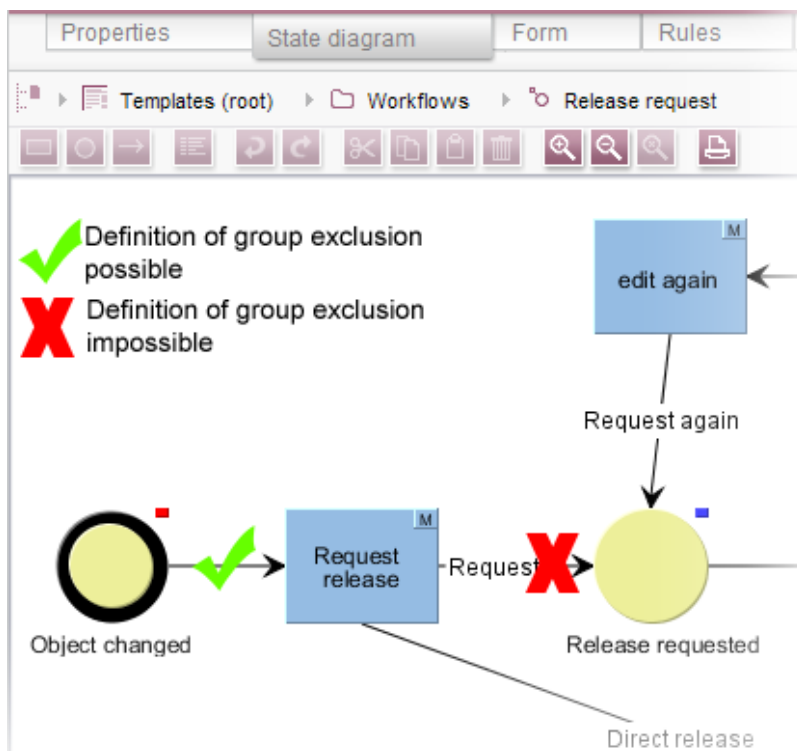 Properties
State diagram
Form
Rules
Templates (root)
Workflows
Release request
Definition of group exclusion
possible
Definition of group exclusion
impossible
M
edit again
Request again
M
Request
release
Request
Object changed
Release requested
Direct release